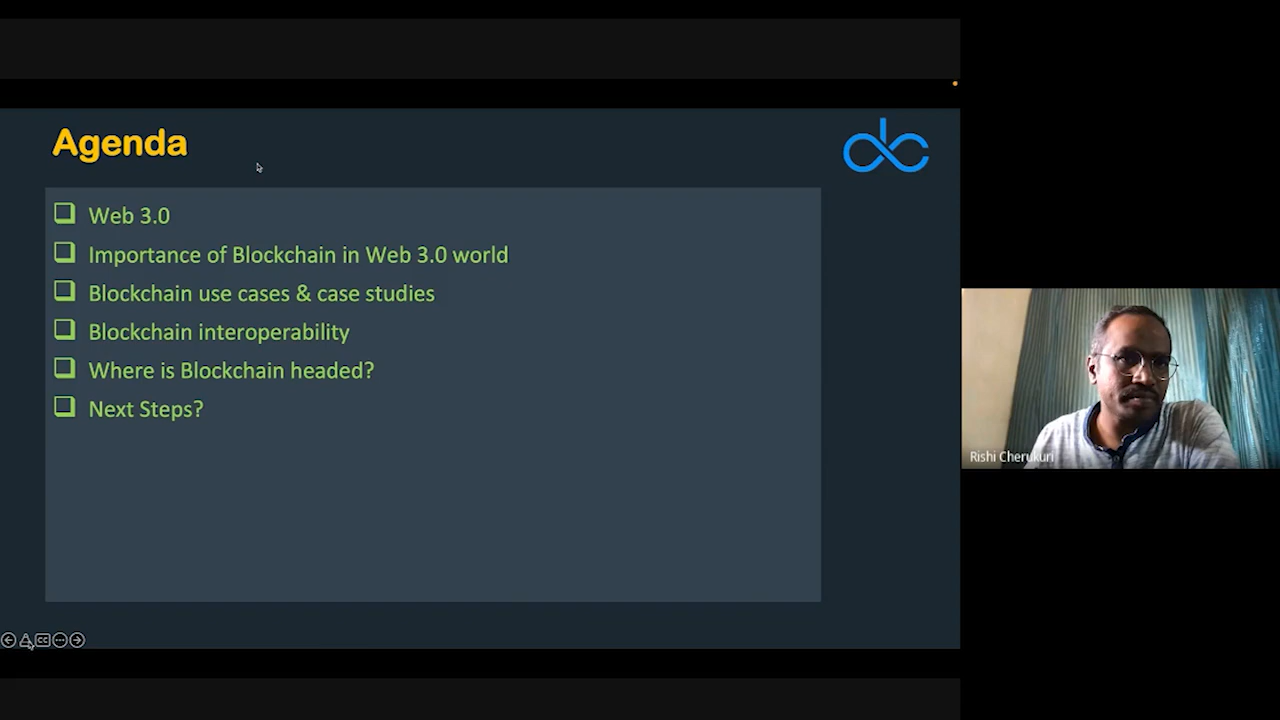 Agenda
Web 3.0
Importance of Blockchain in Web 3.0 world
Blockchain use cases & case studies
Blockchain interoperability
Where is Blockchain headed?
Next Steps?
Rishi Cherukuri
CC